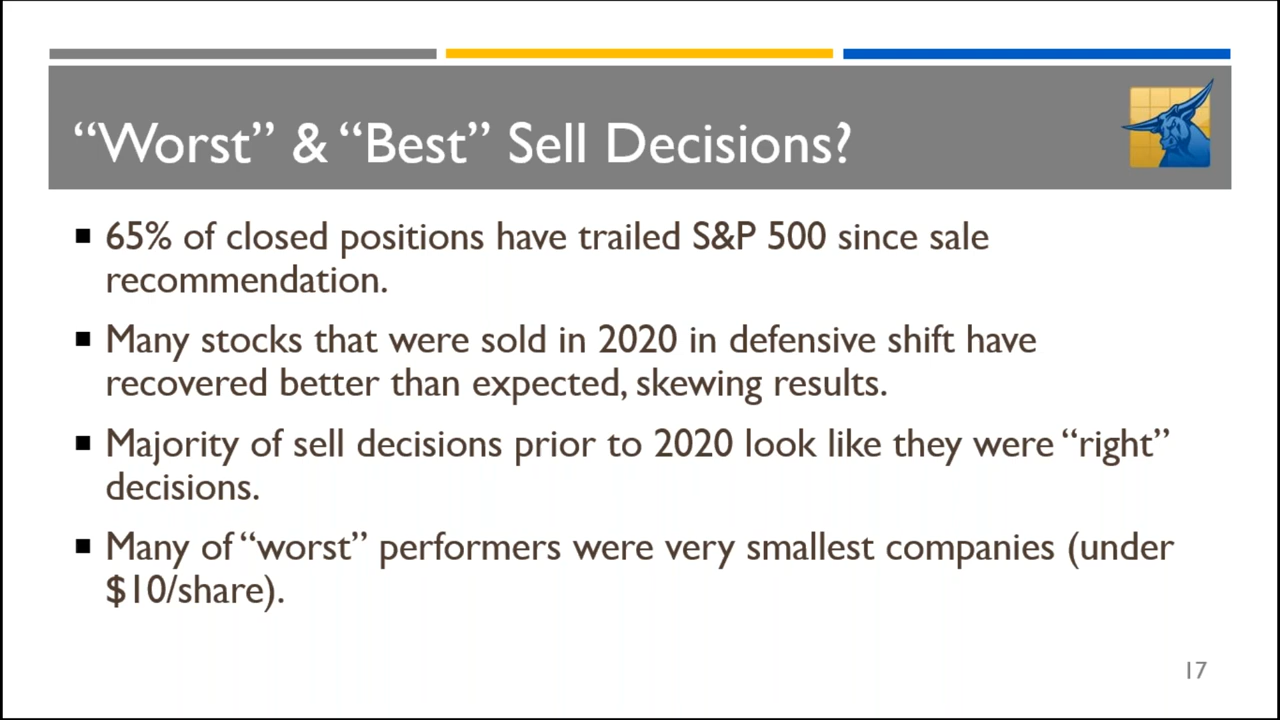 “Worst” & “Best” Sell Decisions?
65% of closed positions have trailed S&P 500 since sale
recommendation.
Many stocks that were sold in 2020 in defensive shift have
recovered better than expected, skewing results.
Majority of sell decisions prior to 2020 look like they were “right”
decisions.
Many of “worst” performers were very smallest companies (under
$10/share).
17